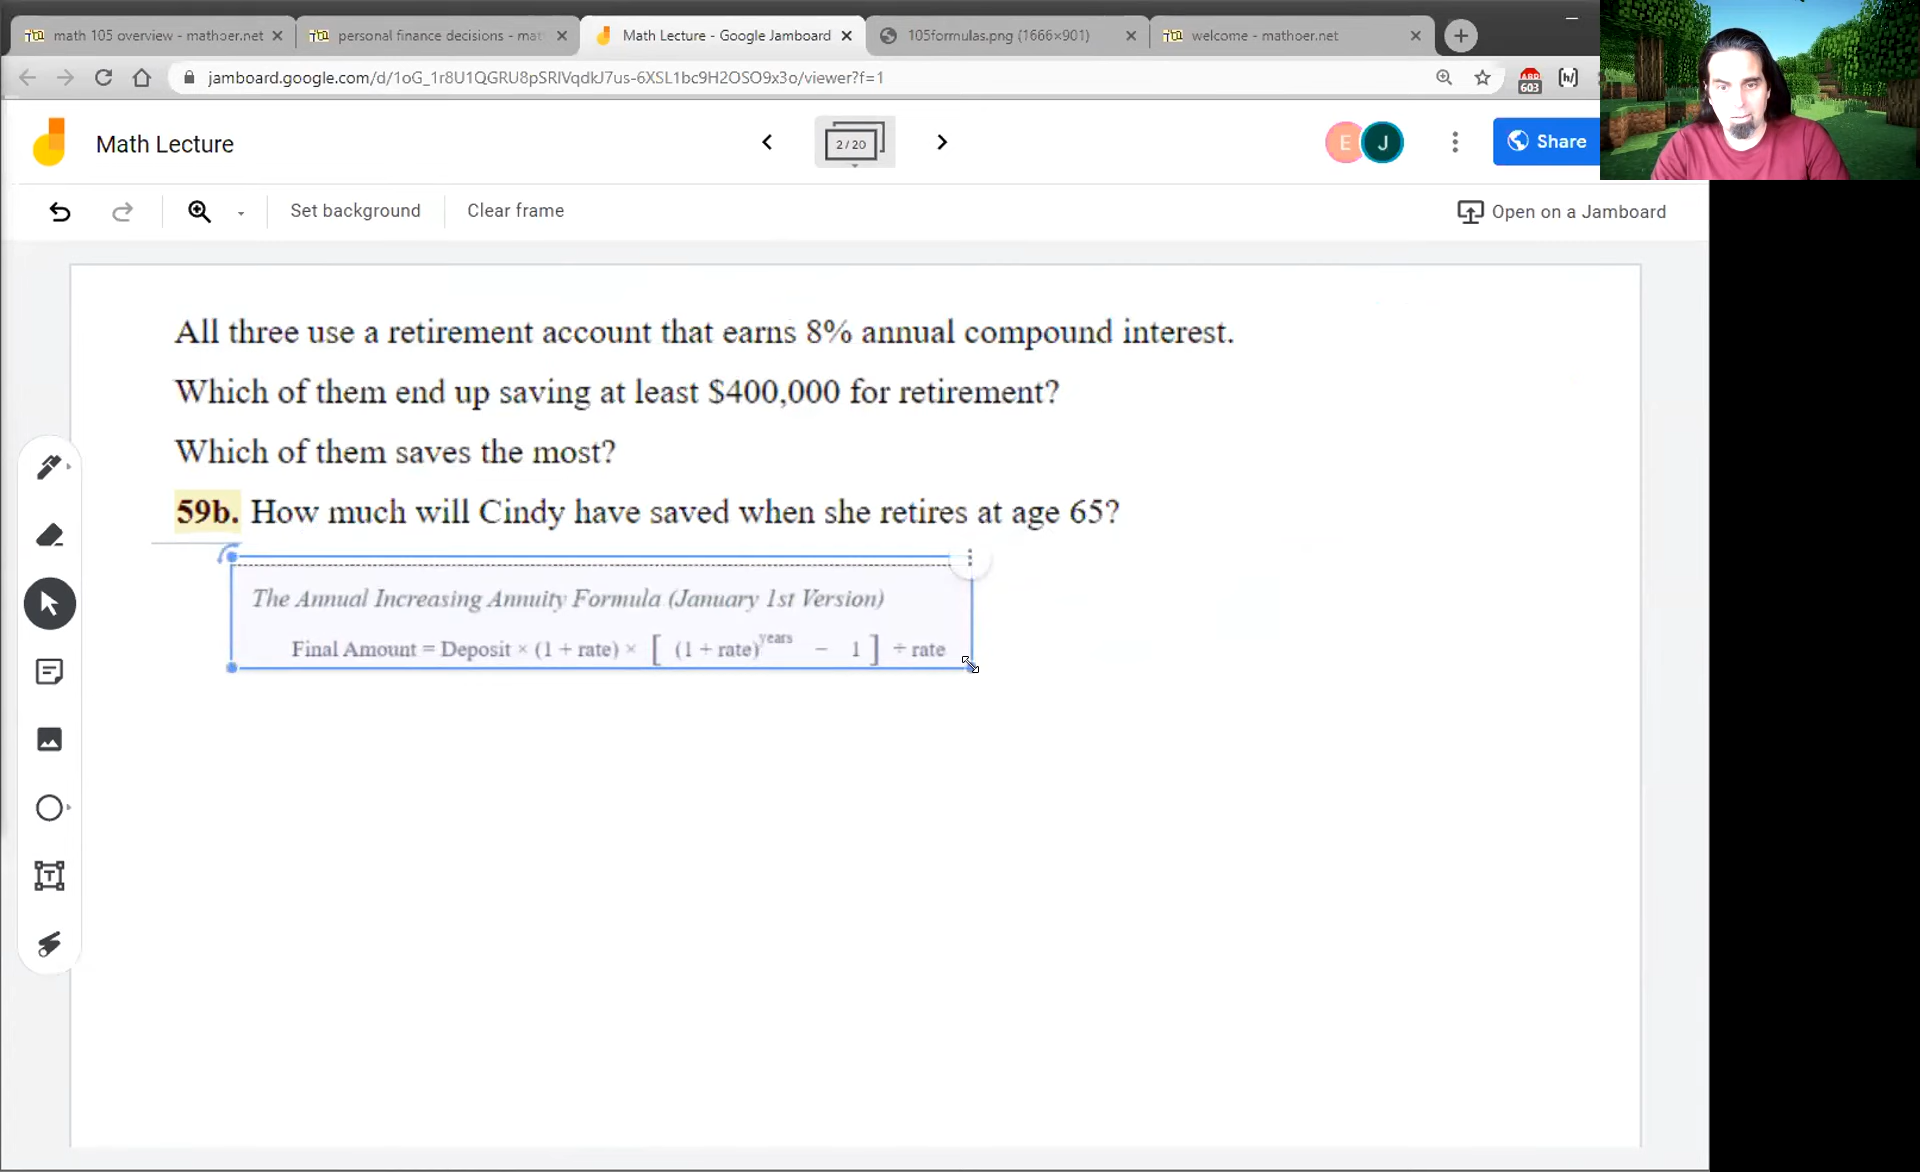 math 105 overview - mathoer.net
personal finance decisions - mat
Math Lecture - Google Jamboard
105formulas.png (1666×901)
welcome - mathoer.net
jamboard.google.com/d/1oG_1r8U1QGRU8pSRIVqdkJ7us-6XSL1bc9H2OSO9x3o/viewer?f=1
ABP
603
Math Lecture
2 / 20
E
J
Share
Set background
Clear frame
Open on a Jamboard
All three use a retirement account that earns 8% annual compound interest.
Which of them end up saving at least $400,000 for retirement?
Which of them saves the most?
59b. How much will Cindy have saved when she retires at age 65?
The Annual Increasing Annuity Formula (January 1st Version)
Final Amount = Deposit × (1 + rate) × [ (1 + rate)^years − 1 ] ÷ rate